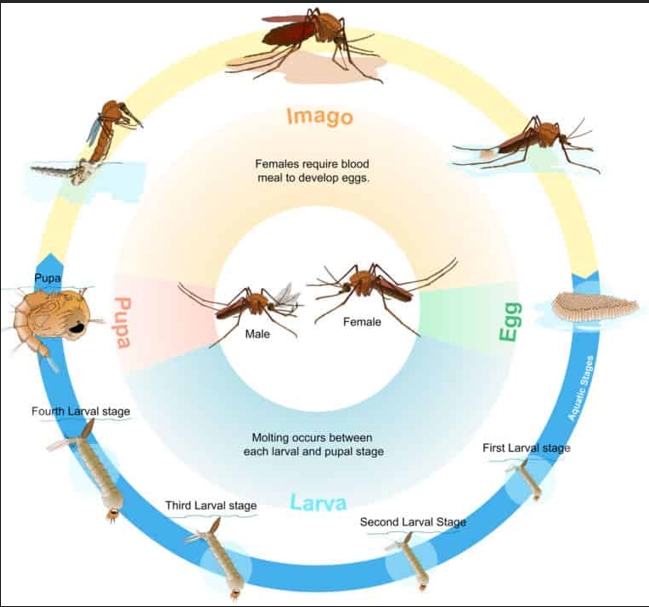 Imago
Females require blood
meal to develop eggs.
Pupa
Pupa
Egg
Male
Female
Aquatic Stages
Fourth Larval stage
Molting occurs between
each larval and pupal stage
First Larval stage
Third Larval stage
Larva
Second Larval Stage